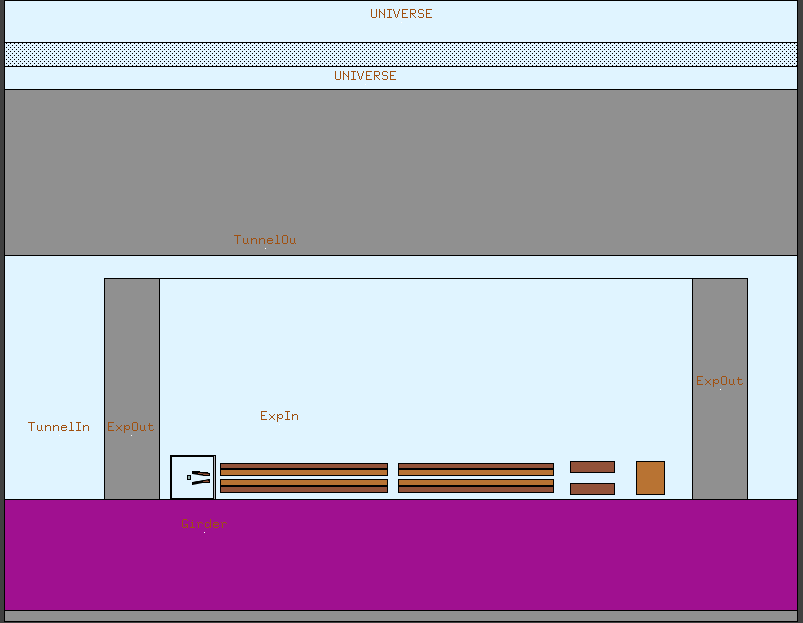 UNIVERSE
UNIVERSE
TunnelOu
ExpOut
ExpIn
TunnelIn
ExpOut
Girder